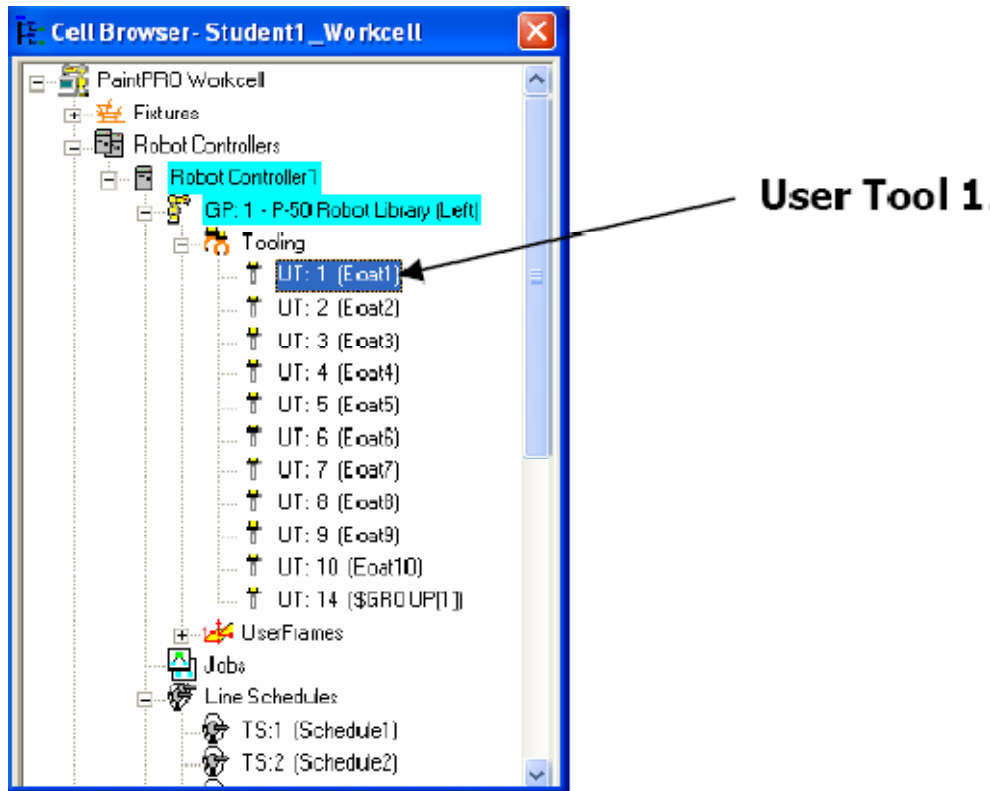 Cell Browser- Student1_Workcell
PaintPRO Workcell
Fixtures
Robot Controllers
Robot Controller1
GP: 1 - P-50 Robot Library (Left)
Tooling
UT: 1 (Eoat1)
User Tool 1.
UT: 2 (Eoat2)
UT: 3 (Eoat3)
UT: 4 (Eoat4)
UT: 5 (Eoat5)
UT: 6 (Eoat6)
UT: 7 (Eoat7)
UT: 8 (Eoat8)
UT: 9 (Eoat9)
UT: 10 (Eoat10)
UT: 14 ($GROUP[1])
UserFrames
Jobs
Line Schedules
TS:1 (Schedule1)
TS:2 (Schedule2)